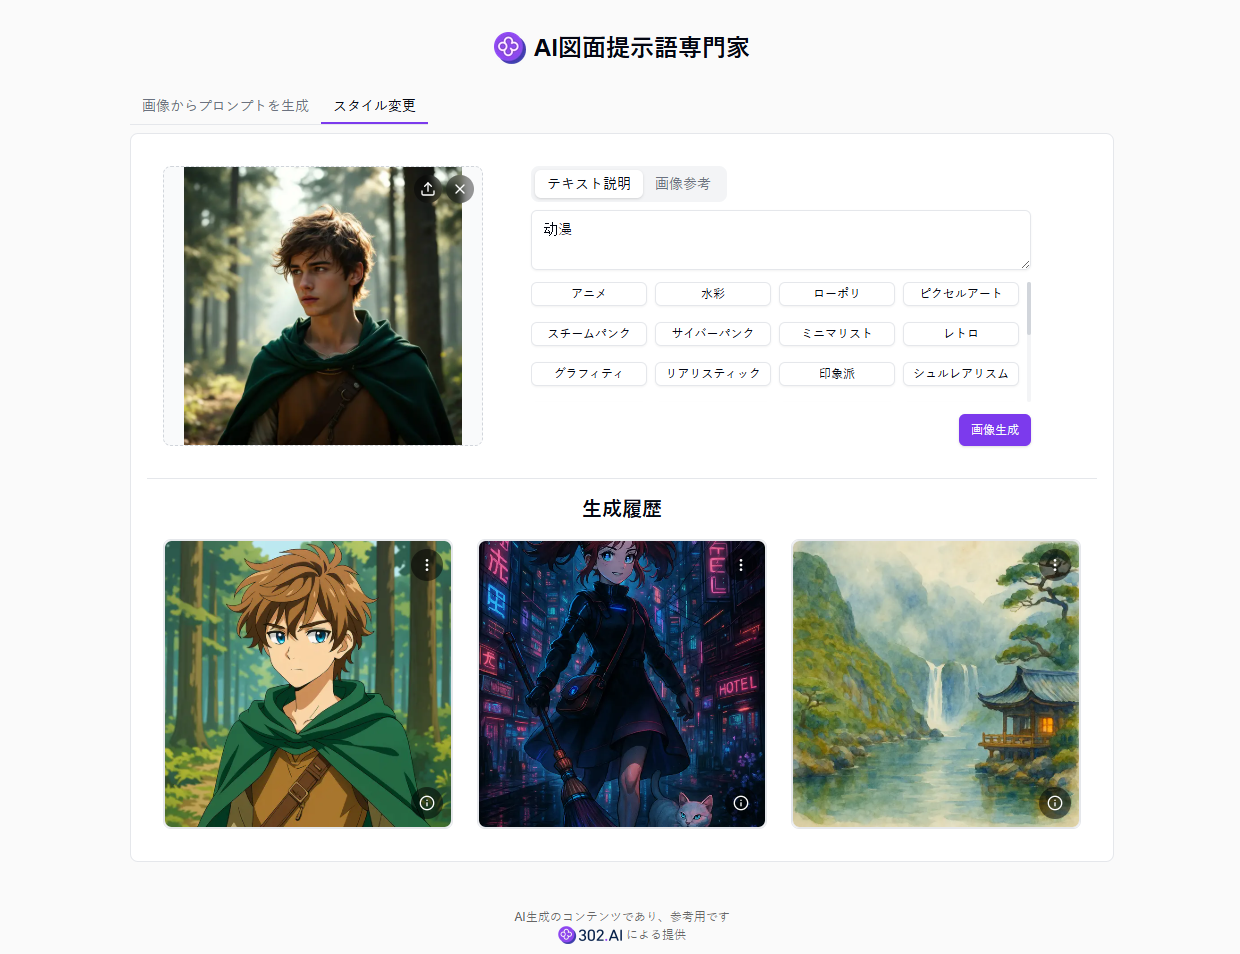 AI図面提示語専門家
画像からプロンプトを生成
スタイル変更
テキスト説明
画像参考
动漫
アニメ
水彩
ローポリ
ピクセルアート
スチームパンク
サイバーパンク
ミニマリスト
レトロ
グラフィティ
リアリスティック
印象派
シュルレアリスム
画像生成
生成履歴
HOTEL
AI生成のコンテンツであり、参考用です
302.AI による提供